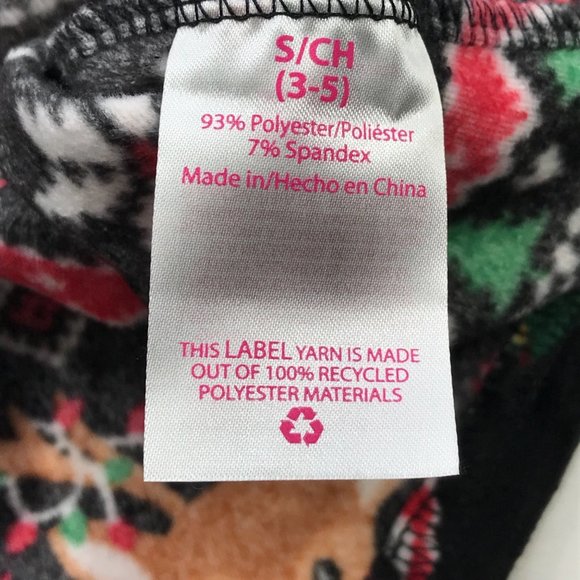 S/CH
(3-5)
93% Polyester/Poliéster
7% Spandex
Made in/Hecho en China
THIS LABEL YARN IS MADE
OUT OF 100% RECYCLED
POLYESTER MATERIALS